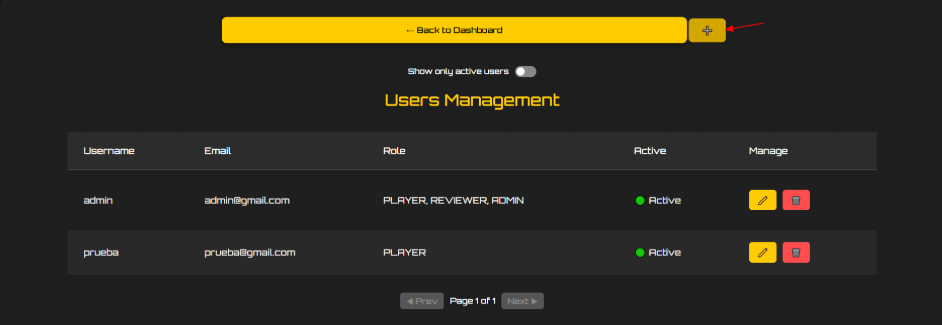 ← Back to Dashboard
Show only active users
Users Management
Username Email Role Active Manage
admin admin@gmail.com PLAYER, REVIEWER, ADMIN Active
prueba prueba@gmail.com PLAYER Active
◀ Prev Page 1 of 1 Next ▶